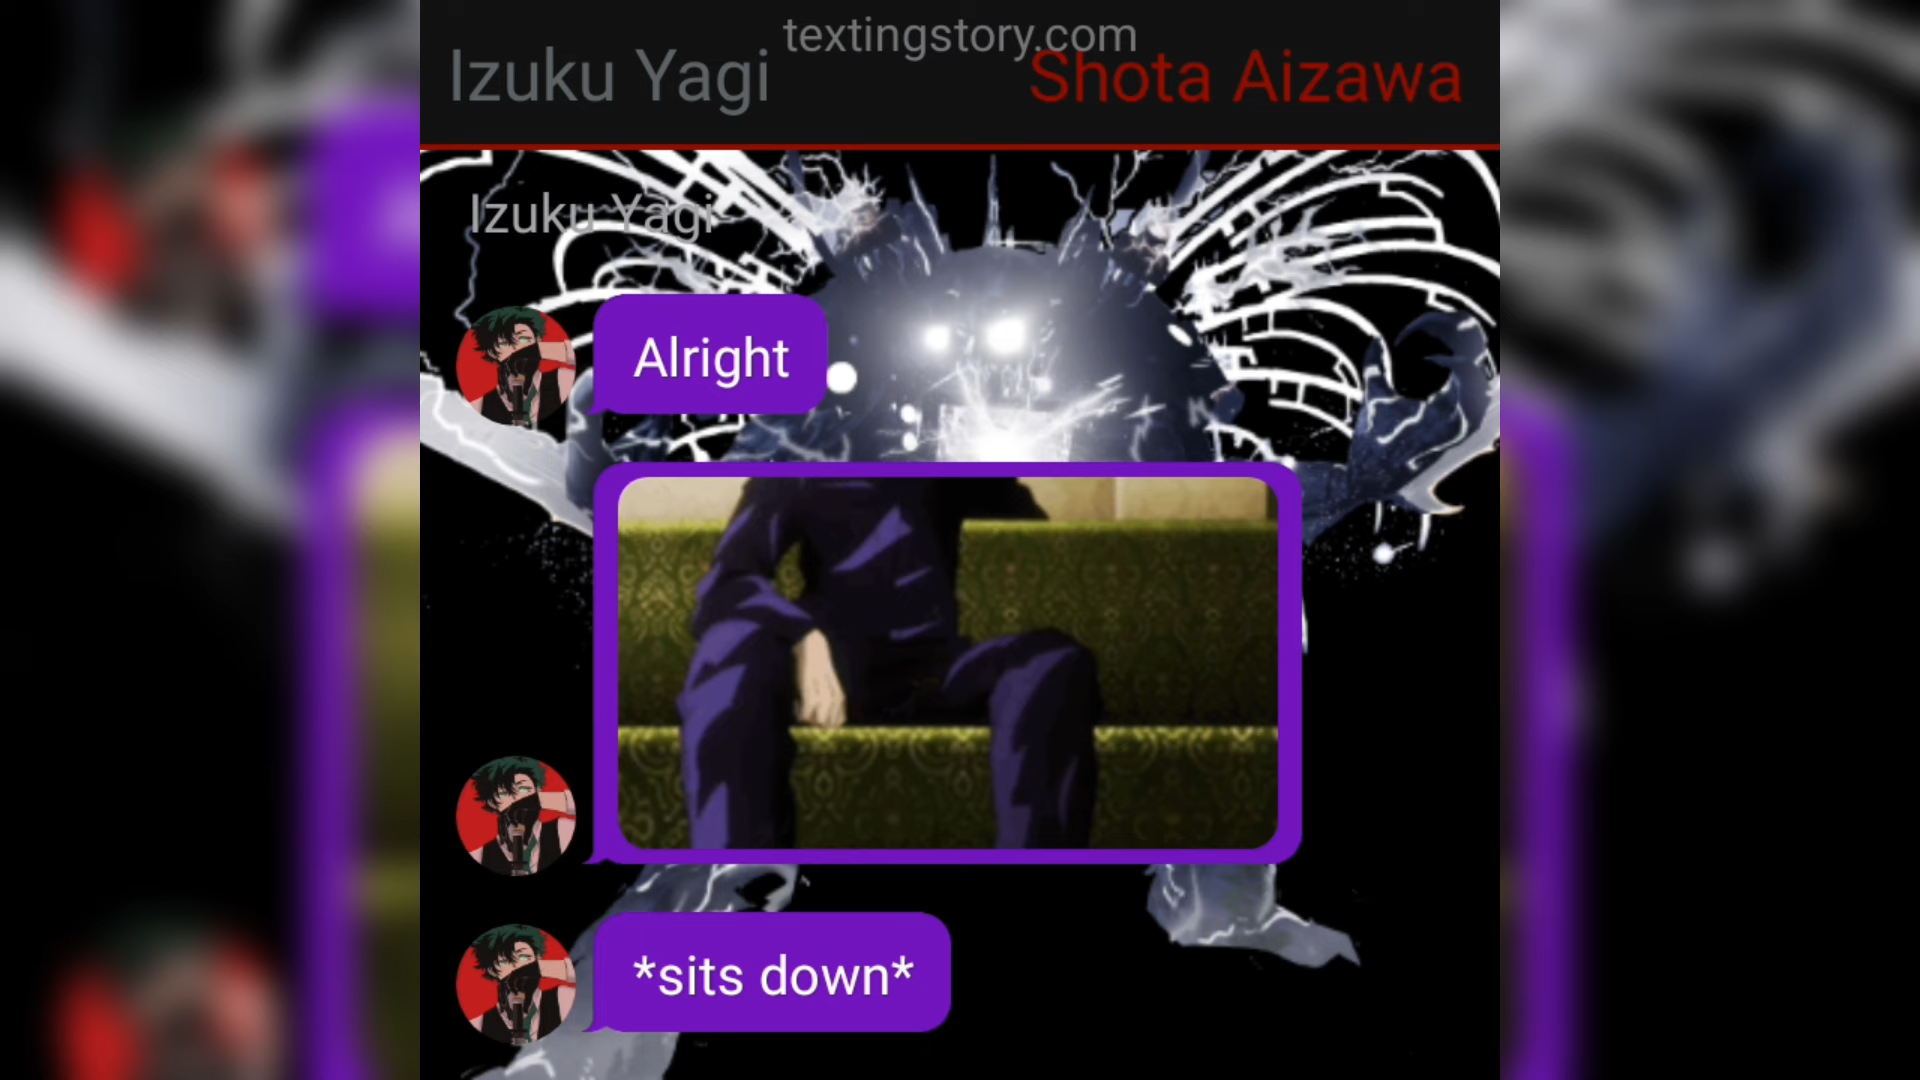 textingstory.com
Izuku Yagi
Shota Aizawa
Izuku Yagi
Alright
*sits down*